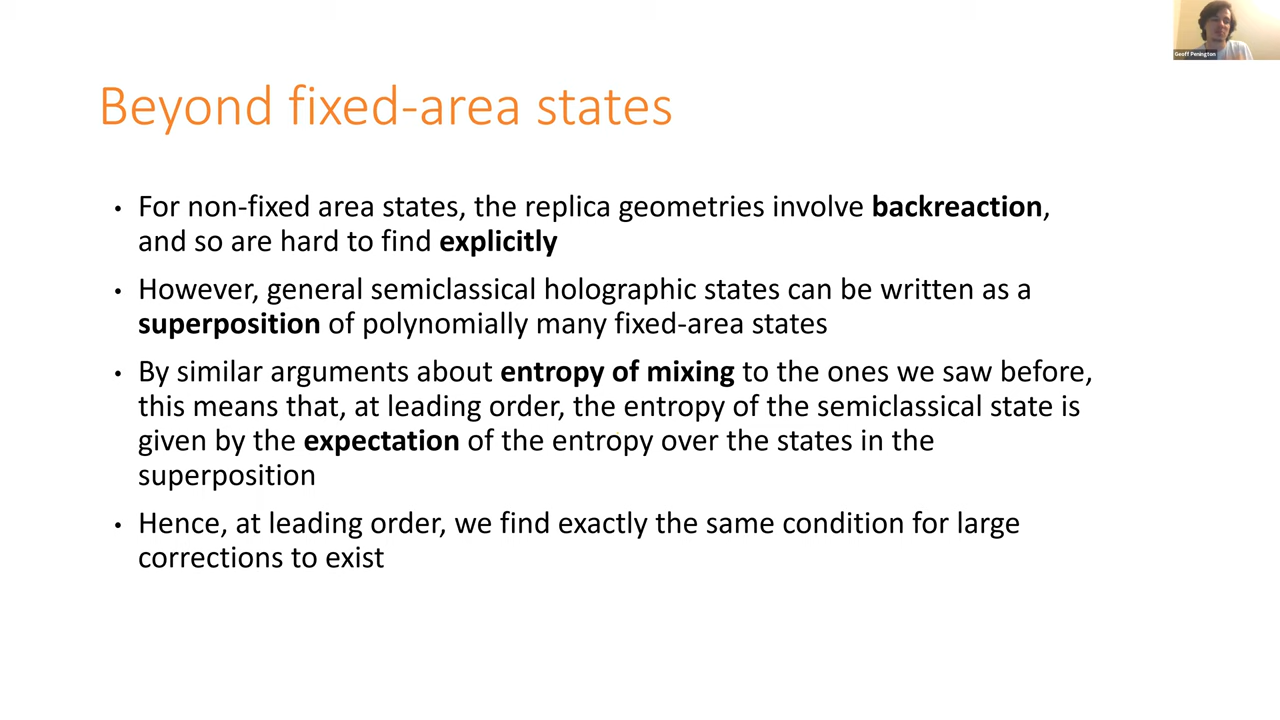 Geoff Penington
Beyond fixed-area states
• For non-fixed area states, the replica geometries involve backreaction,
and so are hard to find explicitly
• However, general semiclassical holographic states can be written as a
superposition of polynomially many fixed-area states
• By similar arguments about entropy of mixing to the ones we saw before,
this means that, at leading order, the entropy of the semiclassical state is
given by the expectation of the entropy over the states in the
superposition
• Hence, at leading order, we find exactly the same condition for large
corrections to exist